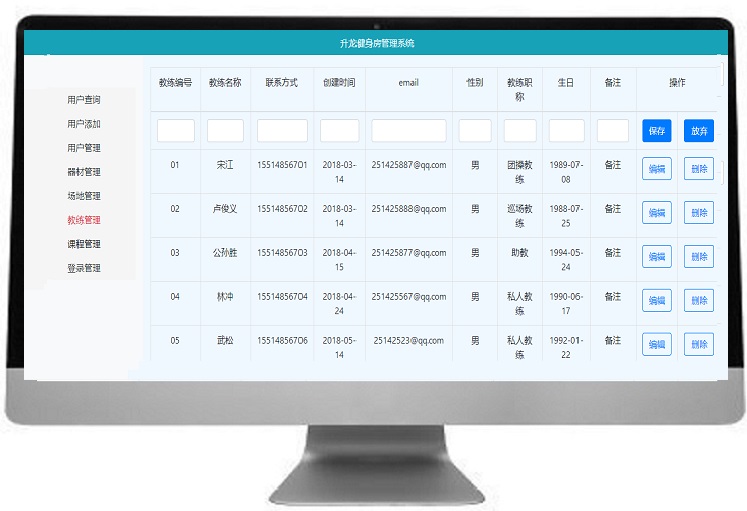 升龙健身房管理系统
用户查询
用户添加
用户管理
器材管理
场地管理
教练管理
课程管理
登录管理
教练编号 教练名称 联系方式 创建时间 email 性别 教练职称 生日 备注 操作
保存 放弃
01 宋江 15514856701 2018-03-14 251425887@qq.com 男 团操教练 1989-07-08 备注 编辑 删除
02 卢俊义 15514856702 2018-03-14 251425888@qq.com 男 巡场教练 1988-07-25 备注 编辑 删除
03 公孙胜 15514856703 2018-04-15 251425877@qq.com 男 助教 1994-05-24 备注 编辑 删除
04 林冲 15514856704 2018-04-24 251425567@qq.com 男 私人教练 1990-06-17 备注 编辑 删除
05 武松 15514856706 2018-05-14 25142523@qq.com 男 私人教练 1992-01-22 备注 编辑 删除